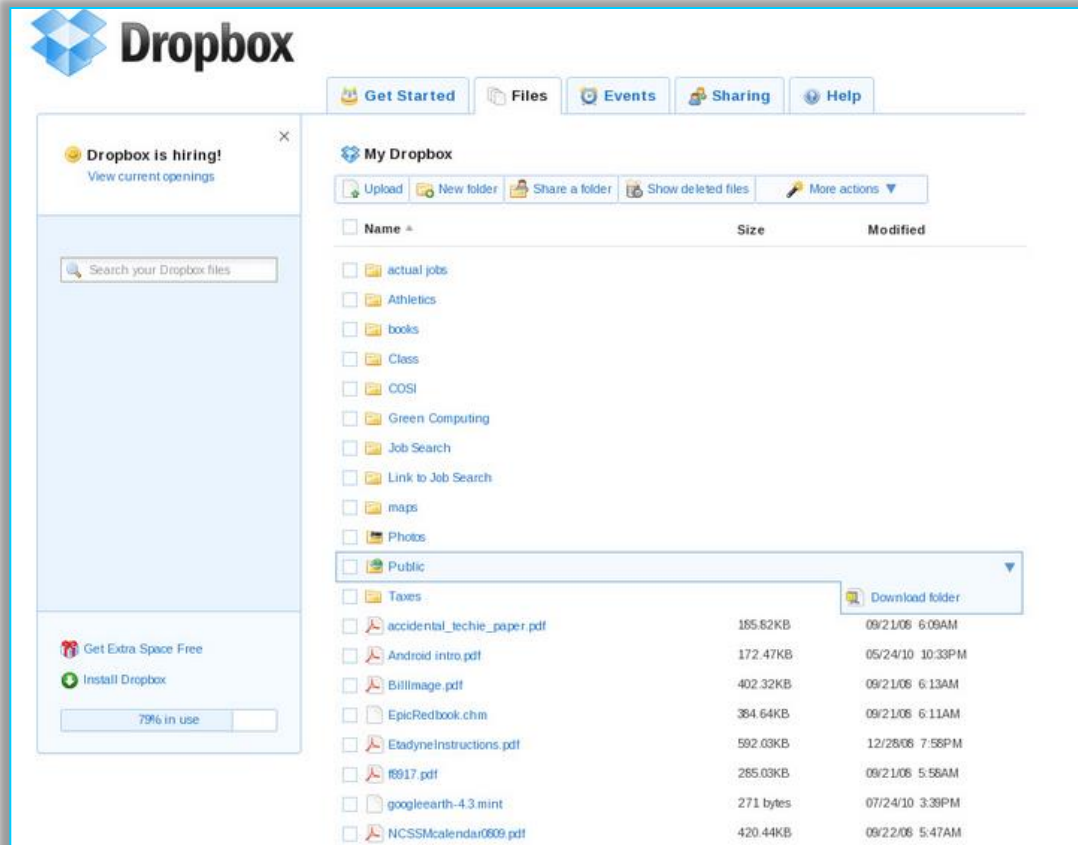 Dropbox
Get Started Files Events Sharing Help
Dropbox is hiring!
View current openings
Search your Dropbox files
My Dropbox
Upload New folder Share a folder Show deleted files More actions
Name Size Modified
actual jobs
Athletics
books
Class
COSI
Green Computing
Job Search
Link to Job Search
maps
Photos
Public
Taxes Download folder
accidental_techie_paper.pdf 185.82KB 09/21/08 6:09AM
Android intro.pdf 172.47KB 05/24/10 10:33PM
BillImage.pdf 402.32KB 09/21/08 6:13AM
EpicRedbook.chm 384.64KB 09/21/08 6:11AM
EtadyneInstructions.pdf 592.03KB 12/28/08 7:58PM
f8917.pdf 285.03KB 09/21/08 5:58AM
googleearth-4.3.mint 271 bytes 07/24/10 3:39PM
NCSSMcalendar0809.pdf 420.44KB 09/22/08 5:47AM
Get Extra Space Free
Install Dropbox
79% in use